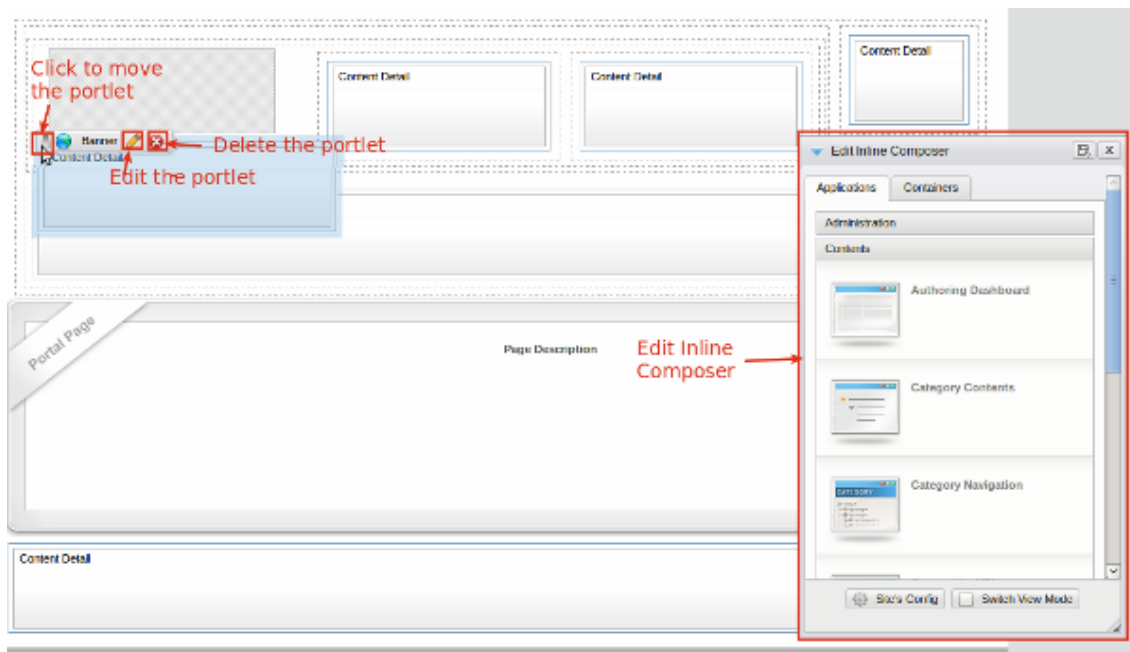 Content Detail
Click to move
the portlet
Content Detail
Content Detail
Banner
Delete the portlet
Content Detail
Edit the portlet
Edit Inline Composer
Applications
Containers
Administration
Contents
Authoring Dashboard
Portal Page
Page Description
Edit Inline
Composer
Category Contents
Category Navigation
CATEGORY
Content Detail
Site's Config
Switch View Mode